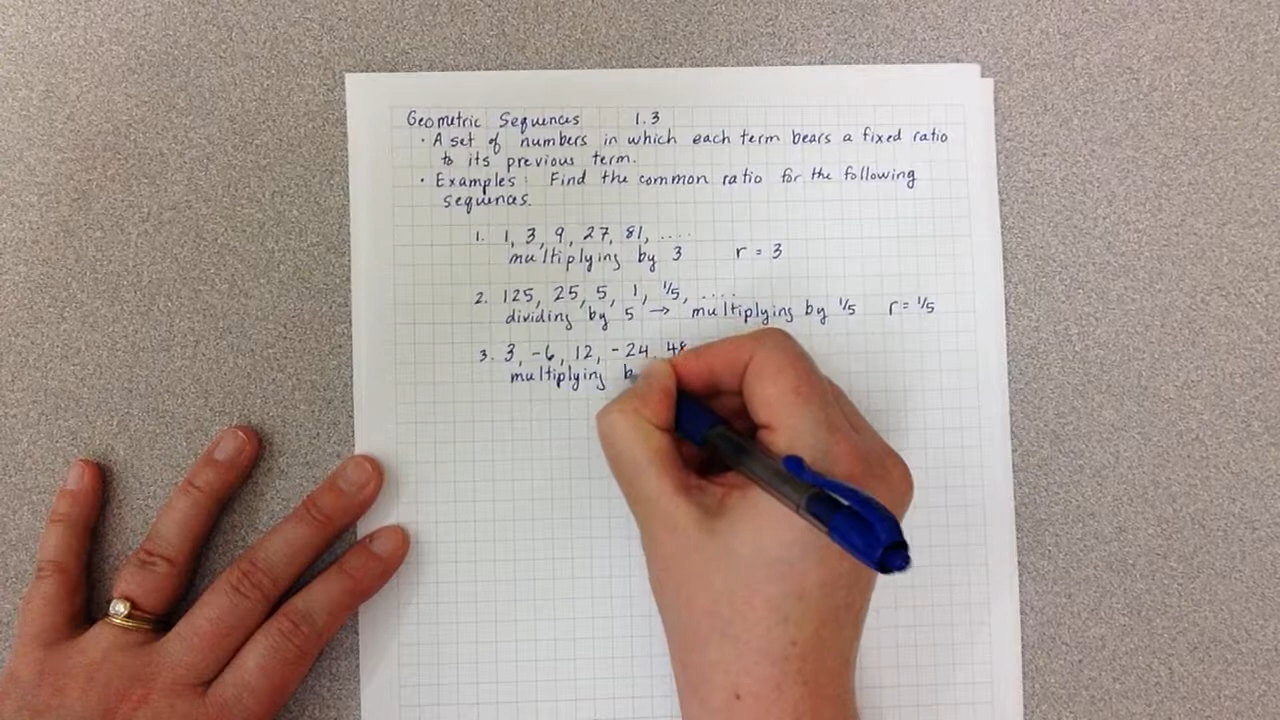 Geometric Sequences 1.3
· A set of numbers in which each term bears a fixed ratio
to its previous term.
· Examples: Find the common ratio for the following
sequences.
1. 1, 3, 9, 27, 81, ....
multiplying by 3 r = 3
2. 125, 25, 5, 1, 1/5, ....
dividing by 5 → multiplying by 1/5 r = 1/5
3. 3, -6, 12, -24, 48
multiplying b